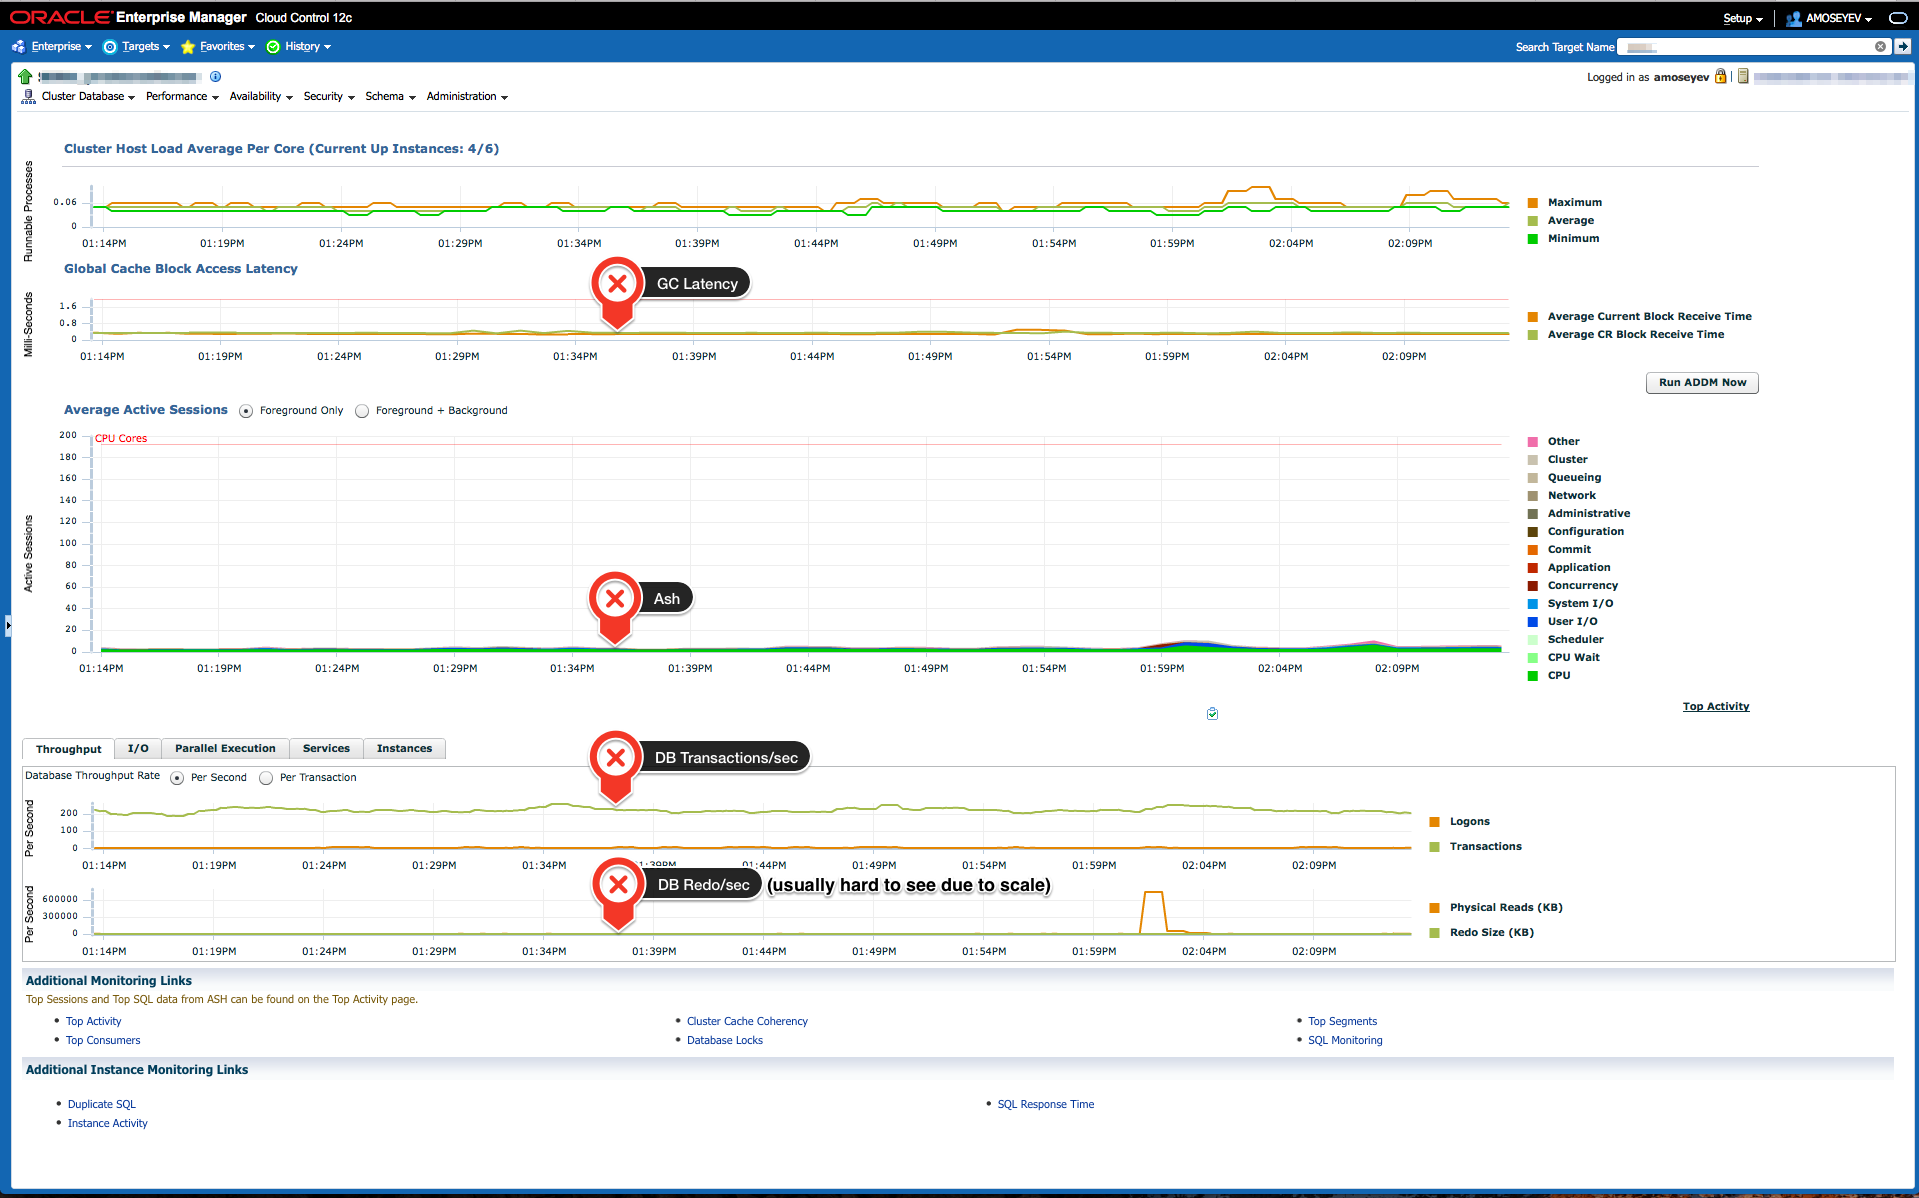 ORACLE Enterprise Manager Cloud Control 12c
Setup AMOSEYEV
Enterprise Targets Favorites History
Search Target Name
Logged in as amoseyev
Cluster Database Performance Availability Security Schema Administration
Cluster Host Load Average Per Core (Current Up Instances: 4/6)
Runnable Processes
0.06
0
01:14PM 01:19PM 01:24PM 01:29PM 01:34PM 01:39PM 01:44PM 01:49PM 01:54PM 01:59PM 02:04PM 02:09PM
Maximum
Average
Minimum
Global Cache Block Access Latency
GC Latency
Milli-Seconds
1.6
0.8
0
01:14PM 01:19PM 01:24PM 01:29PM 01:34PM 01:39PM 01:44PM 01:49PM 01:54PM 01:59PM 02:04PM 02:09PM
Average Current Block Receive Time
Average CR Block Receive Time
Run ADDM Now
Average Active Sessions Foreground Only Foreground + Background
Active Sessions
200
180
160
140
120
100
80
60
40
20
0
CPU Cores
Ash
01:14PM 01:19PM 01:24PM 01:29PM 01:34PM 01:39PM 01:44PM 01:49PM 01:54PM 01:59PM 02:04PM 02:09PM
Other
Cluster
Queueing
Network
Administrative
Configuration
Commit
Application
Concurrency
System I/O
User I/O
Scheduler
CPU Wait
CPU
Top Activity
Throughput I/O Parallel Execution Services Instances
DB Transactions/sec
Database Throughput Rate Per Second Per Transaction
Per Second
200
100
0
01:14PM 01:19PM 01:24PM 01:29PM 01:34PM 01:39PM 01:44PM 01:49PM 01:54PM 01:59PM 02:04PM 02:09PM
Logons
Transactions
DB Redo/sec (usually hard to see due to scale)
Per Second
600000
300000
0
01:14PM 01:19PM 01:24PM 01:29PM 01:34PM 01:39PM 01:44PM 01:49PM 01:54PM 01:59PM 02:04PM 02:09PM
Physical Reads (KB)
Redo Size (KB)
Additional Monitoring Links
Top Sessions and Top SQL data from ASH can be found on the Top Activity page.
• Top Activity • Cluster Cache Coherency • Top Segments
• Top Consumers • Database Locks • SQL Monitoring
Additional Instance Monitoring Links
• Duplicate SQL • SQL Response Time
• Instance Activity